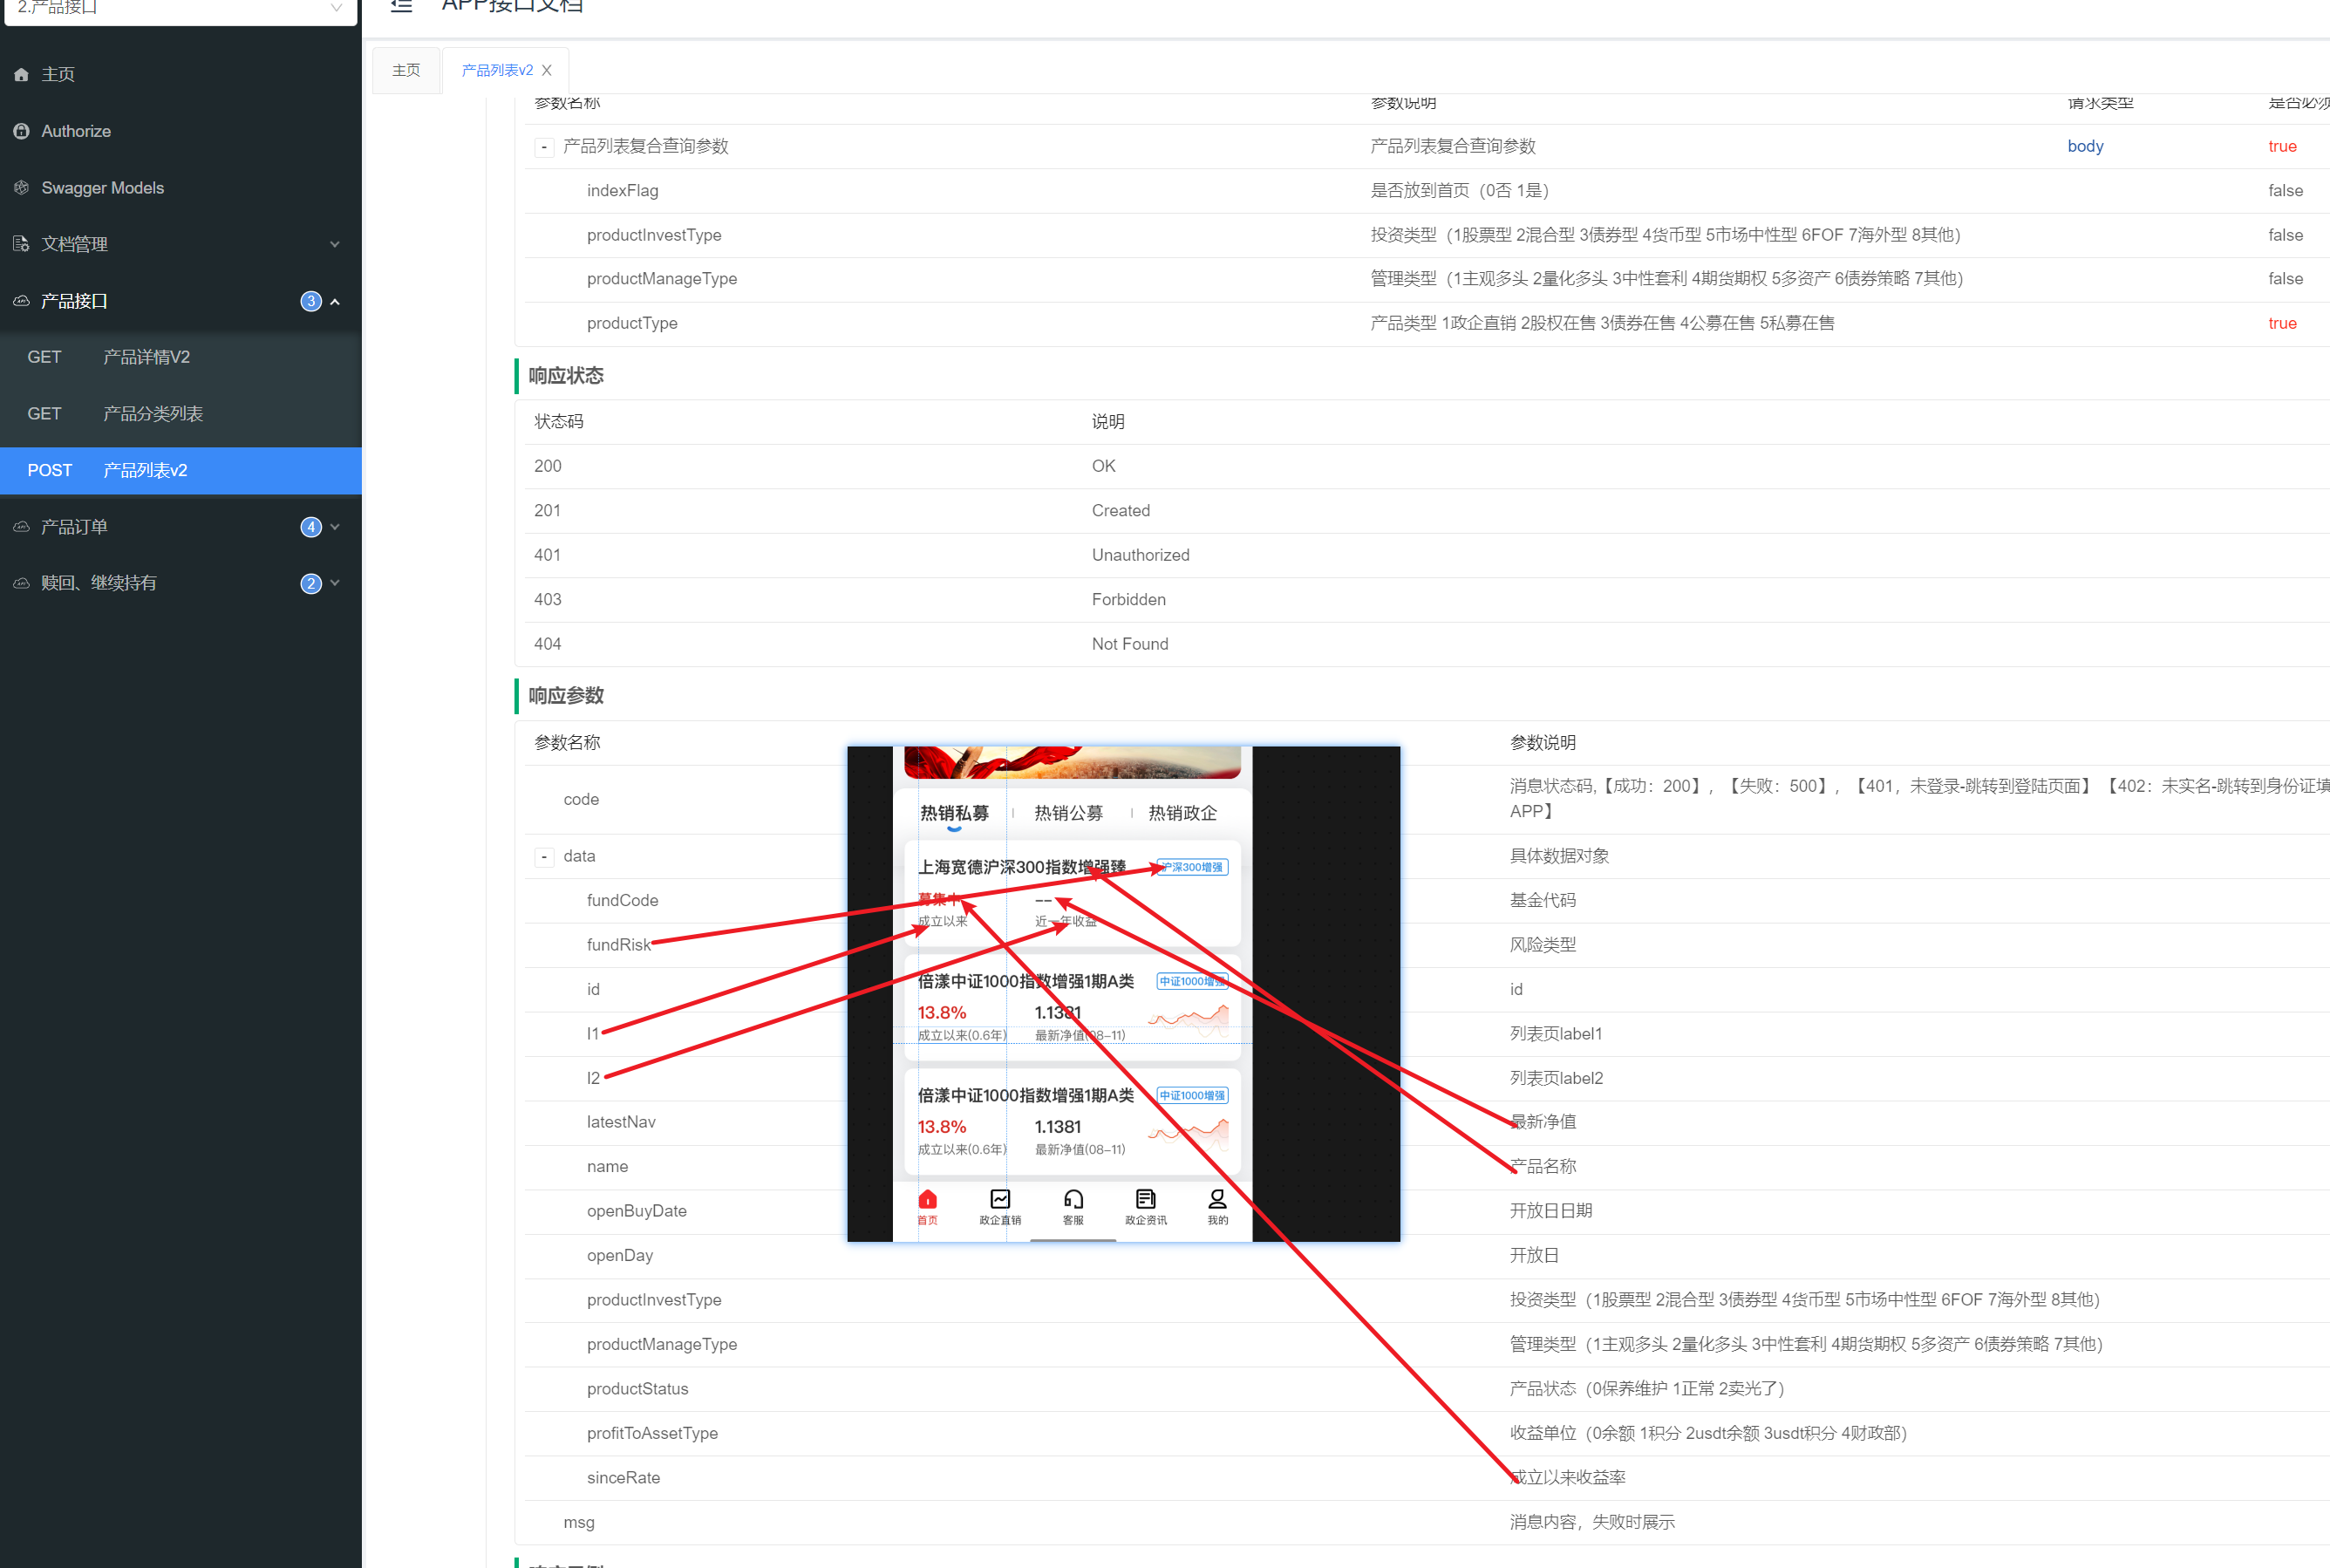 2.产品接口
APP接口文档
主页
Authorize
Swagger Models
文档管理
产品接口 3
GET 产品详情V2
GET 产品分类列表
POST 产品列表v2
产品订单 4
赎回、继续持有 2
主页 产品列表v2 X
参数名称 参数说明 请求类型 是否必须
- 产品列表复合查询参数 产品列表复合查询参数 body true
indexFlag 是否放到首页（0否 1是） false
productInvestType 投资类型（1股票型 2混合型 3债券型 4货币型 5市场中性型 6FOF 7海外型 8其他） false
productManageType 管理类型（1主观多头 2量化多头 3中性套利 4期货期权 5多资产 6债券策略 7其他） false
productType 产品类型 1政企直销 2股权在售 3债券在售 4公募在售 5私募在售 true
响应状态
状态码 说明
200 OK
201 Created
401 Unauthorized
403 Forbidden
404 Not Found
响应参数
参数名称 参数说明
code 消息状态码,【成功：200】，【失败：500】，【401，未登录-跳转到登陆页面】【402：未实名-跳转到身份证填
APP】
- data 具体数据对象
fundCode 基金代码
fundRisk 风险类型
id id
l1 列表页label1
l2 列表页label2
latestNav 最新净值
name 产品名称
openBuyDate 开放日日期
openDay 开放日
productInvestType 投资类型（1股票型 2混合型 3债券型 4货币型 5市场中性型 6FOF 7海外型 8其他）
productManageType 管理类型（1主观多头 2量化多头 3中性套利 4期货期权 5多资产 6债券策略 7其他）
productStatus 产品状态（0保养维护 1正常 2卖光了）
profitToAssetType 收益单位（0余额 1积分 2usdt余额 3usdt积分 4财政部）
sinceRate 成立以来收益率
msg 消息内容，失败时展示
热销私募 热销公募 热销政企
上海宽德沪深300指数增强臻 沪深300增强
募集中 --
成立以来 近一年收益
倍漾中证1000指数增强1期A类 中证1000增强
13.8% 1.1381
成立以来(0.6年) 最新净值(08-11)
倍漾中证1000指数增强1期A类 中证1000增强
13.8% 1.1381
成立以来(0.6年) 最新净值(08-11)
首页 政企直销 客服 政企资讯 我的